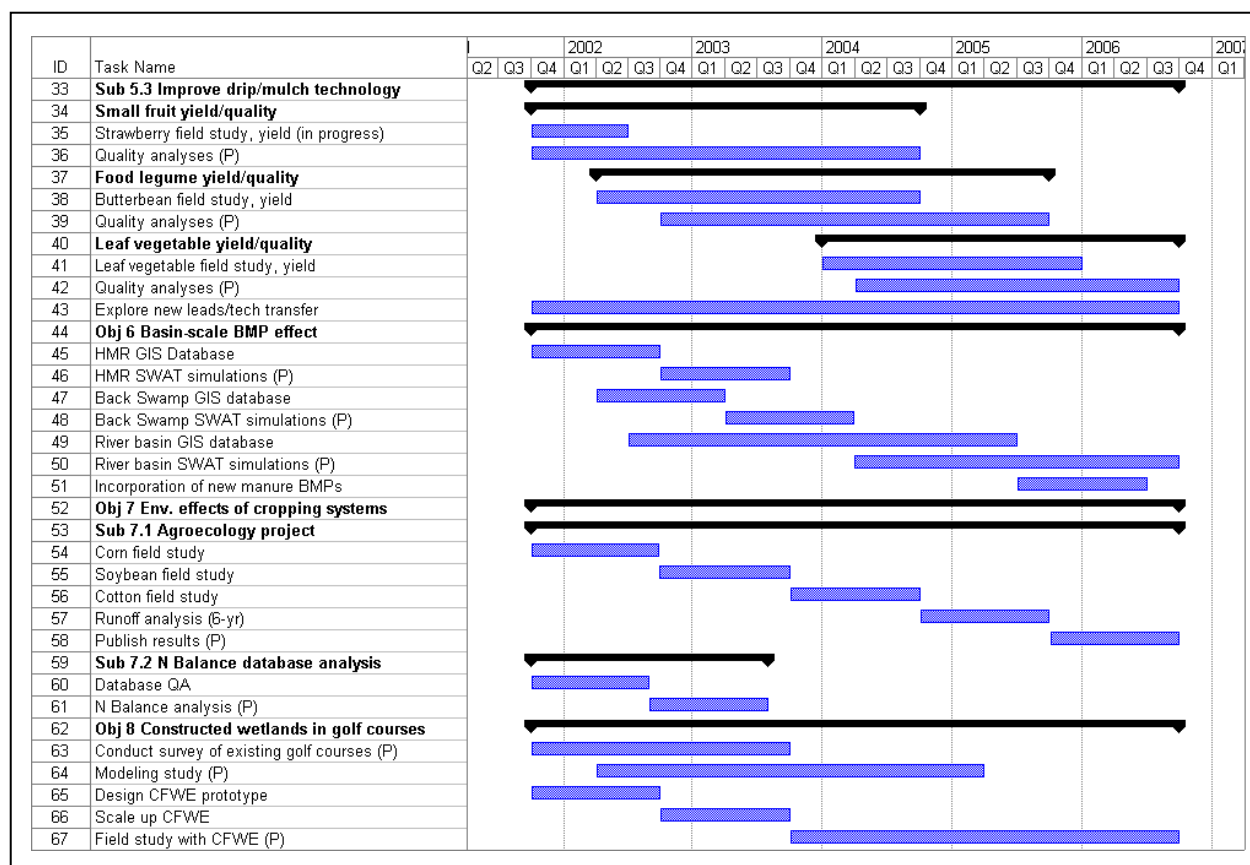 2002 2003 2004 2005 2006 2007
ID Task Name Q2 Q3 Q4 Q1 Q2 Q3 Q4 Q1 Q2 Q3 Q4 Q1 Q2 Q3 Q4 Q1 Q2 Q3 Q4 Q1 Q2 Q3 Q4 Q1
33 Sub 5.3 Improve drip/mulch technology
34 Small fruit yield/quality
35 Strawberry field study, yield (in progress)
36 Quality analyses (P)
37 Food legume yield/quality
38 Butterbean field study, yield
39 Quality analyses (P)
40 Leaf vegetable yield/quality
41 Leaf vegetable field study, yield
42 Quality analyses (P)
43 Explore new leads/tech transfer
44 Obj 6 Basin-scale BMP effect
45 HMR GIS Database
46 HMR SWAT simulations (P)
47 Back Swamp GIS database
48 Back Swamp SWAT simulations (P)
49 River basin GIS database
50 River basin SWAT simulations (P)
51 Incorporation of new manure BMPs
52 Obj 7 Env. effects of cropping systems
53 Sub 7.1 Agroecology project
54 Corn field study
55 Soybean field study
56 Cotton field study
57 Runoff analysis (6-yr)
58 Publish results (P)
59 Sub 7.2 N Balance database analysis
60 Database QA
61 N Balance analysis (P)
62 Obj 8 Constructed wetlands in golf courses
63 Conduct survey of existing golf courses (P)
64 Modeling study (P)
65 Design CFWE prototype
66 Scale up CFWE
67 Field study with CFWE (P)